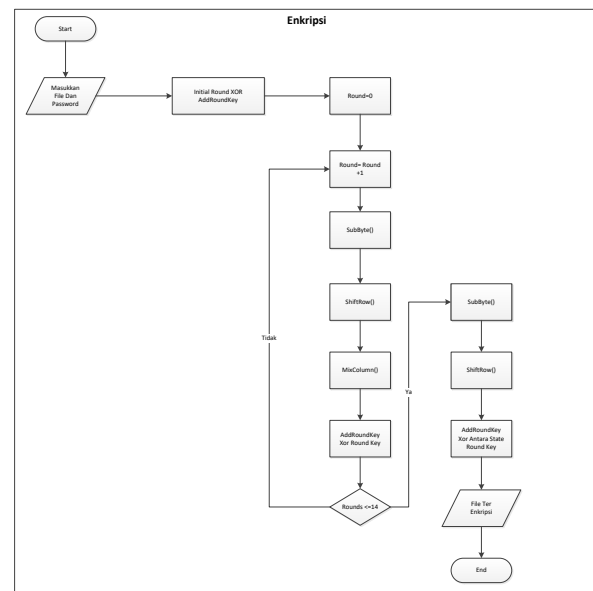 Enkripsi
Start
Masukkan
File Dan
Password
Initial Round XOR
AddRoundKey
Round=0
Round= Round
+1
SubByte()
ShiftRow()
MixColumn()
AddRoundKey
Xor Round Key
Rounds <=14
Tidak
Ya
SubByte()
ShiftRow()
AddRoundKey
Xor Antara State
Round Key
File Ter
Enkripsi
End